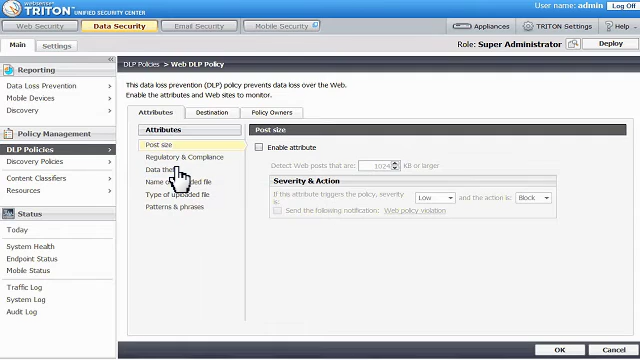 websense
TRITON UNIFIED SECURITY CENTER
User name: admin Log Off
Web Security Data Security Email Security Mobile Security Appliances TRITON Settings Help
Main Settings
Role: Super Administrator Deploy
Reporting
Data Loss Prevention
Mobile Devices
Discovery
Policy Management
DLP Policies
Discovery Policies
Content Classifiers
Resources
Status
Today
System Health
Endpoint Status
Mobile Status
Traffic Log
System Log
Audit Log
DLP Policies > Web DLP Policy
This data loss prevention (DLP) policy prevents data loss over the Web.
Enable the attributes and Web sites to monitor.
Attributes Destination Policy Owners
Attributes
Post size
Regulatory & Compliance
Data
Name of file
Type of uploaded file
Patterns & phrases
Post size
Enable attribute
Detect Web posts that are: 1024 KB or larger
Severity & Action
If this attribute triggers the policy, severity is: Low and the action is: Block
Send the following notification: Web policy violation
OK Cancel